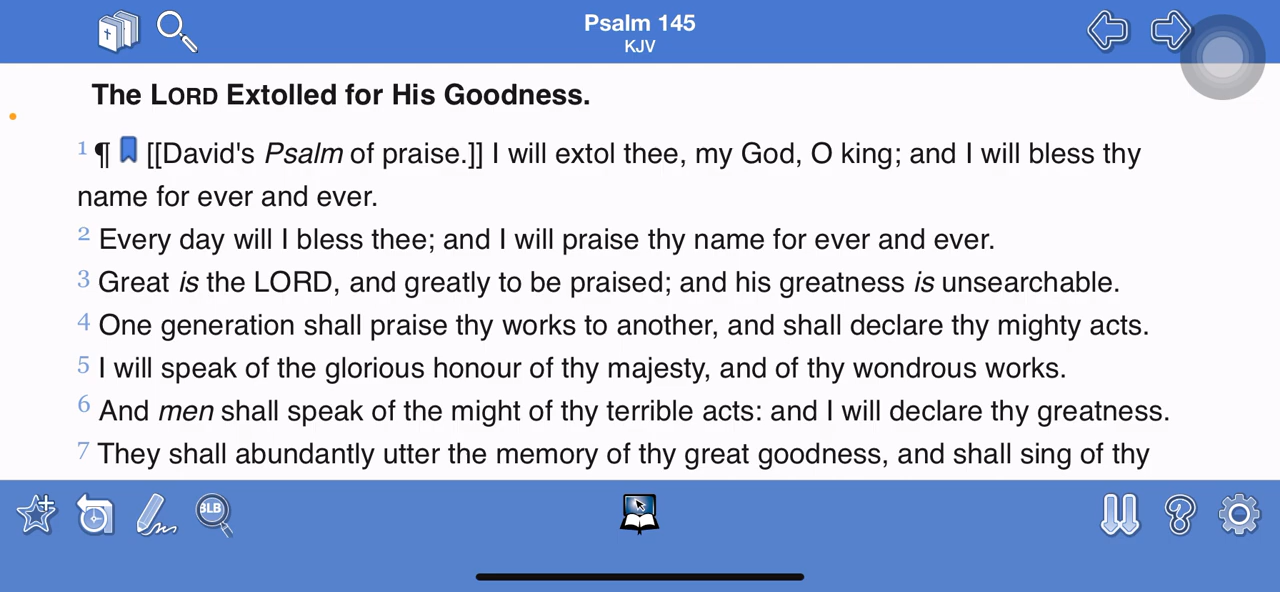 Psalm 145
KJV
The LORD Extolled for His Goodness.
1 ¶ [[David's Psalm of praise.]] I will extol thee, my God, O king; and I will bless thy
name for ever and ever.
2 Every day will I bless thee; and I will praise thy name for ever and ever.
3 Great is the LORD, and greatly to be praised; and his greatness is unsearchable.
4 One generation shall praise thy works to another, and shall declare thy mighty acts.
5 I will speak of the glorious honour of thy majesty, and of thy wondrous works.
6 And men shall speak of the might of thy terrible acts: and I will declare thy greatness.
7 They shall abundantly utter the memory of thy great goodness, and shall sing of thy
BLB